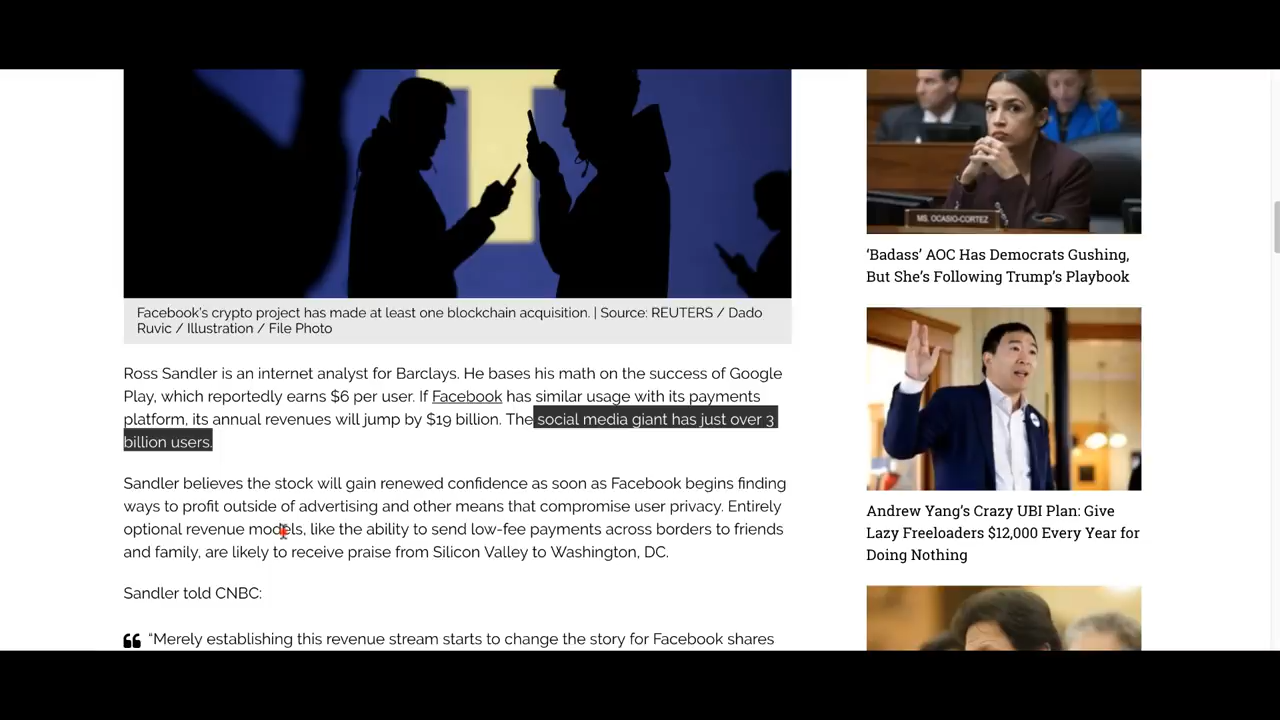 Facebook's crypto project has made at least one blockchain acquisition. | Source: REUTERS / Dado
Ruvic / Illustration / File Photo
Ross Sandler is an internet analyst for Barclays. He bases his math on the success of Google
Play, which reportedly earns $6 per user. If Facebook has similar usage with its payments
platform, its annual revenues will jump by $19 billion. The social media giant has just over 3
billion users.
Sandler believes the stock will gain renewed confidence as soon as Facebook begins finding
ways to profit outside of advertising and other means that compromise user privacy. Entirely
optional revenue models, like the ability to send low-fee payments across borders to friends
and family, are likely to receive praise from Silicon Valley to Washington, DC.
Sandler told CNBC:
“Merely establishing this revenue stream starts to change the story for Facebook shares
MS. OCASIO-CORTEZ
‘Badass’ AOC Has Democrats Gushing,
But She’s Following Trump’s Playbook
Andrew Yang’s Crazy UBI Plan: Give
Lazy Freeloaders $12,000 Every Year for
Doing Nothing